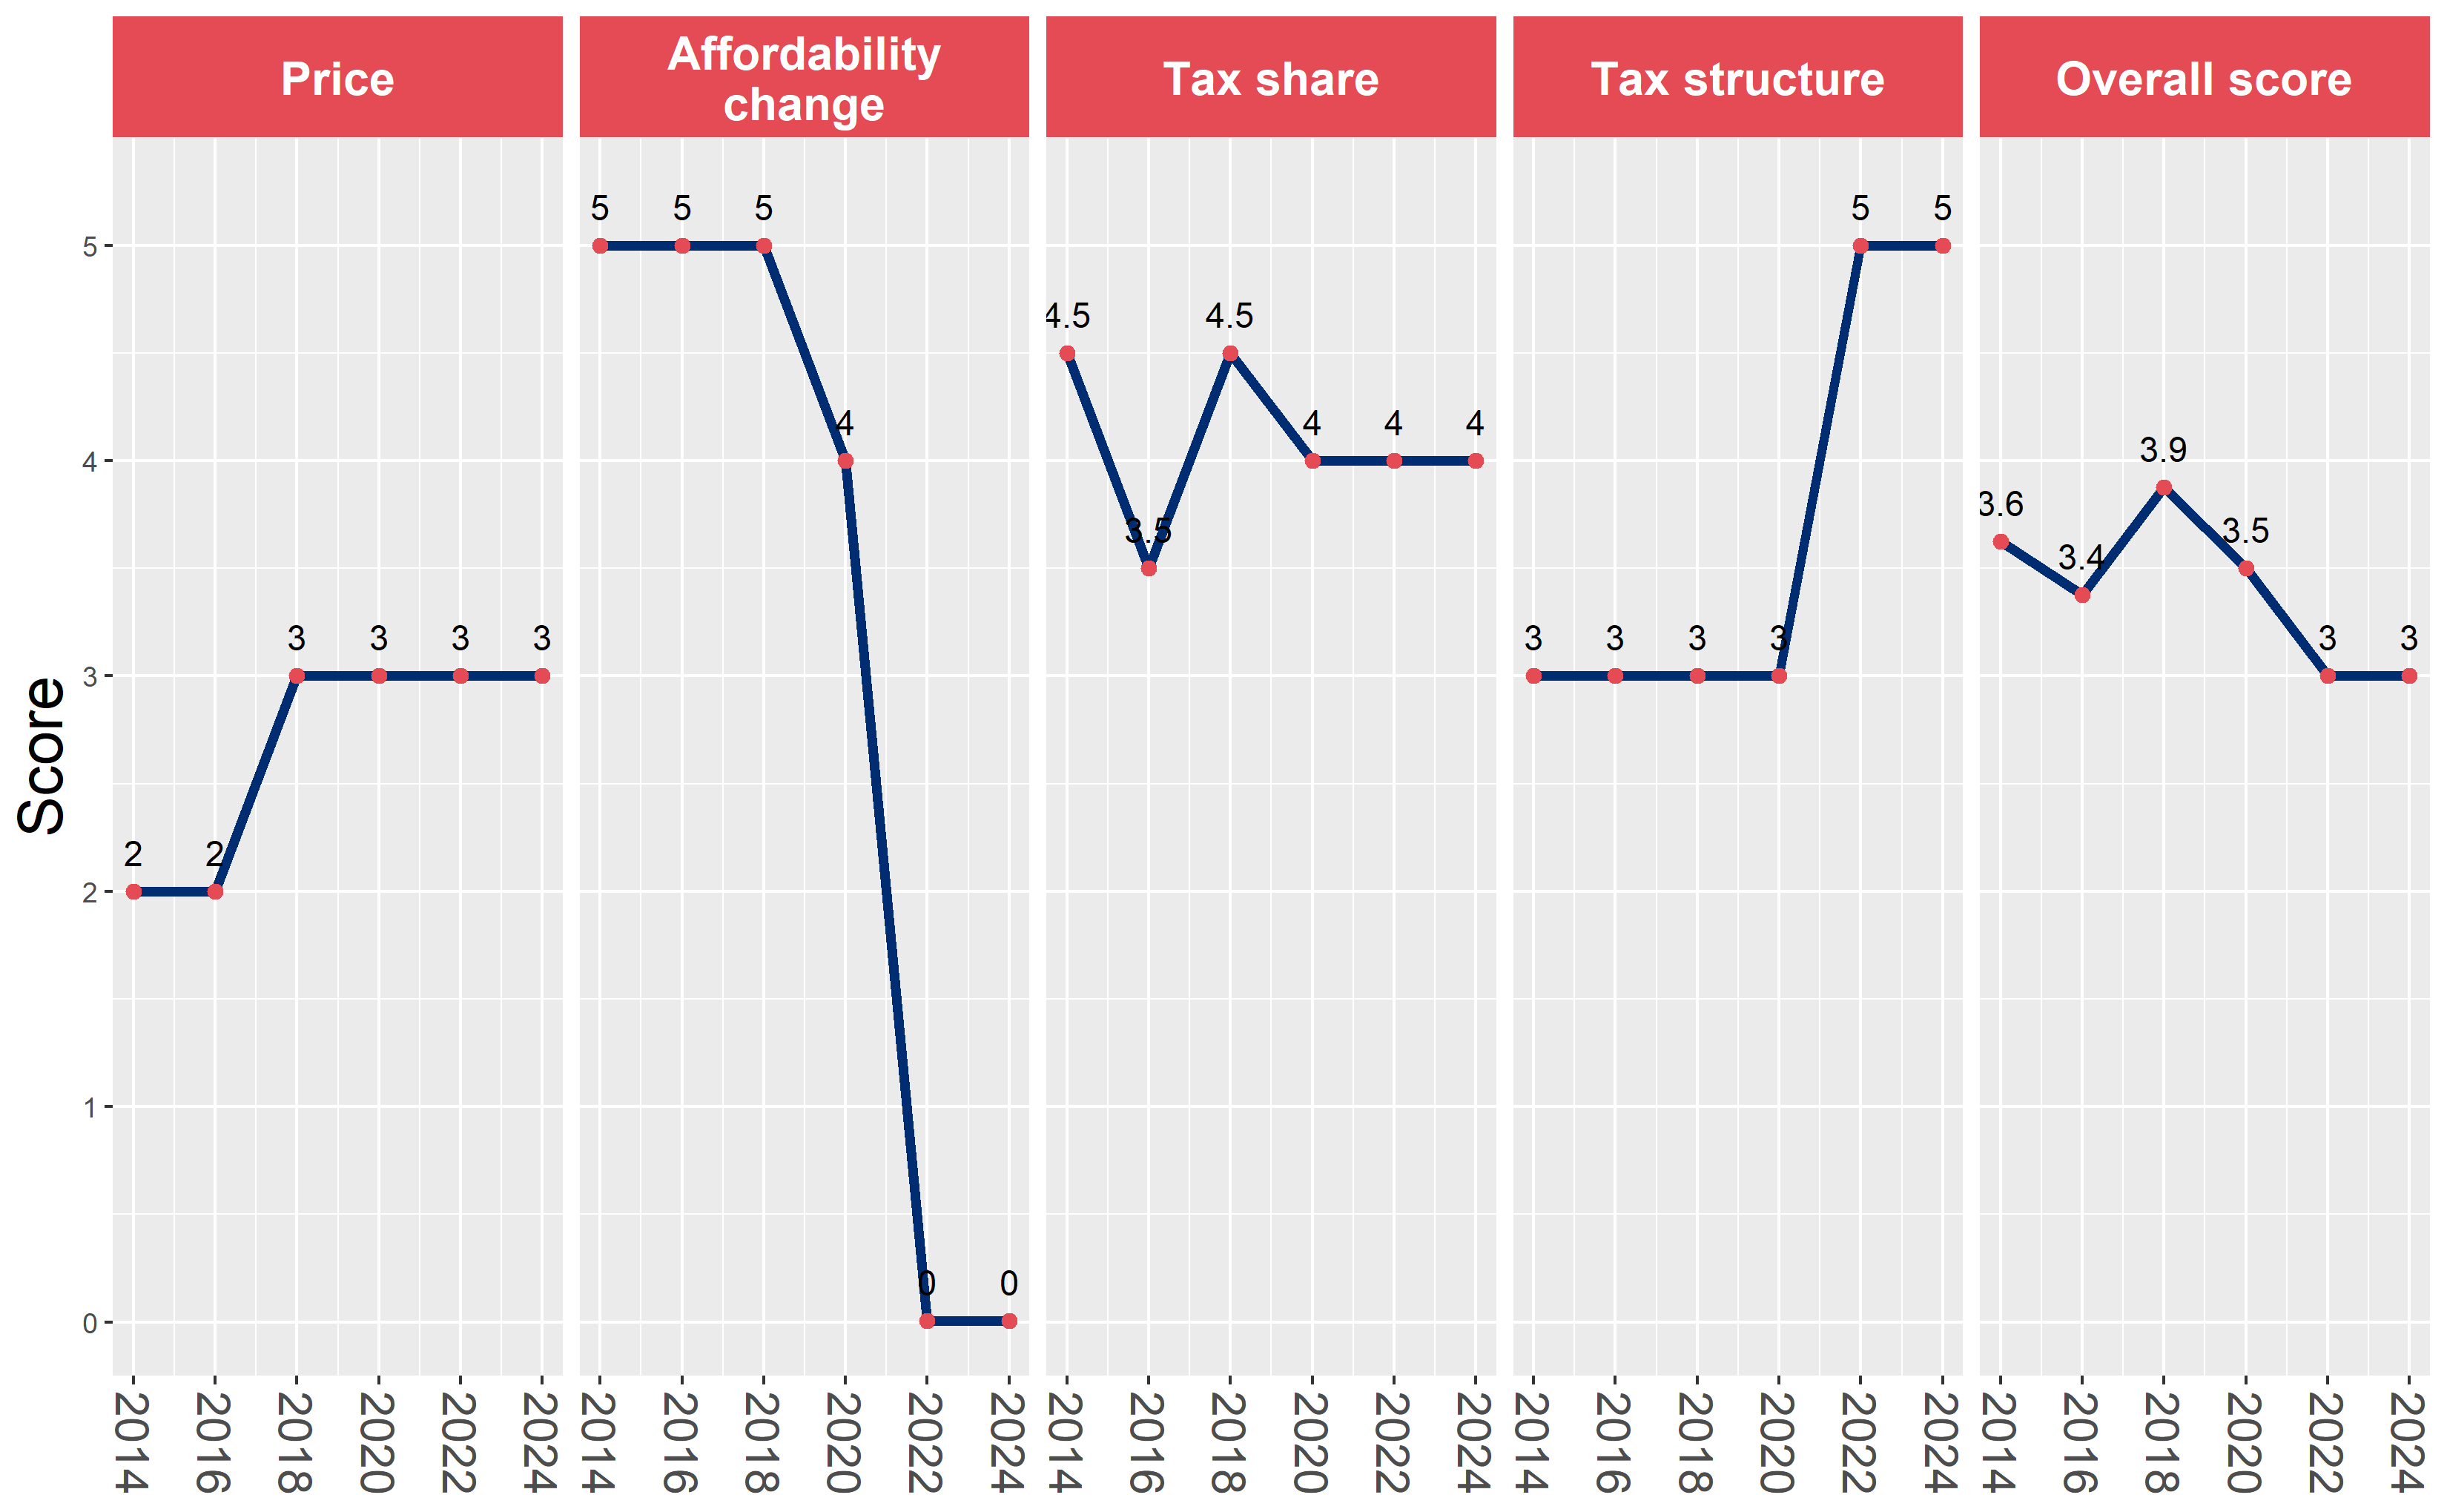 Price
Affordability
change
Tax share
Tax structure
Overall score
Score
5
4
3
2
1
0
2 2 3 3 3 3
5 5 5 4 0 0
4.5 3.5 4.5 4 4 4
3 3 3 3 5 5
3.6 3.4 3.9 3.5 3 3
2014 2016 2018 2020 2022 2024
2014 2016 2018 2020 2022 2024
2014 2016 2018 2020 2022 2024
2014 2016 2018 2020 2022 2024
2014 2016 2018 2020 2022 2024